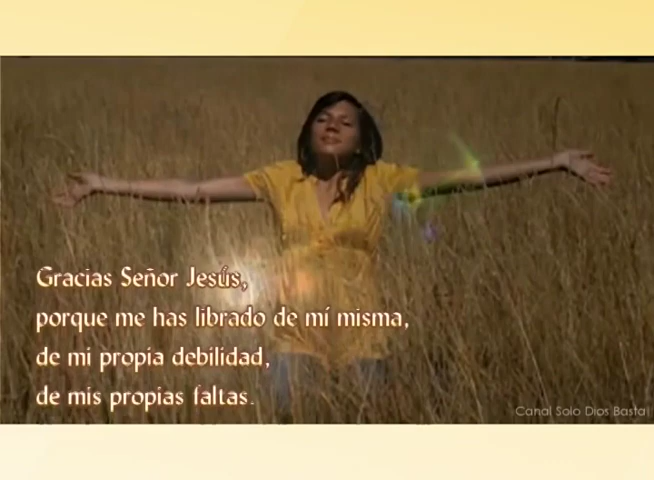 Gracias Señor Jesús,
porque me has librado de mí misma,
de mi propia debilidad,
de mis propias faltas.
Canal Solo Dios Basta